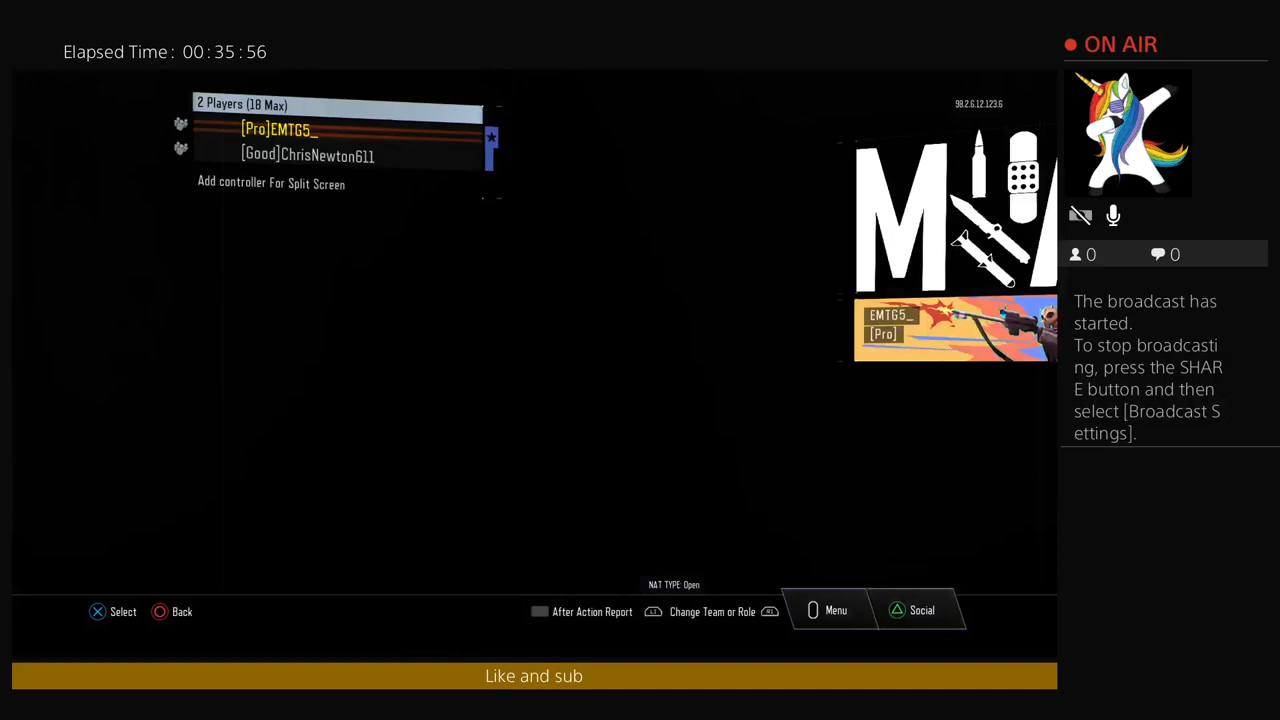 Elapsed Time: 00:35:56
ON AIR
2 Players (18 Max)
[Pro]EMTG5_
[Good]ChrisNewton611
Add controller For Split Screen
98.2.6.12.123.6
M
EMTG5_
[Pro]
0
0
The broadcast has
started.
To stop broadcasti
ng, press the SHAR
E button and then
select [Broadcast S
ettings].
NAT TYPE: Open
Select
Back
After Action Report
L1
Change Team or Role
R1
Menu
Social
Like and sub